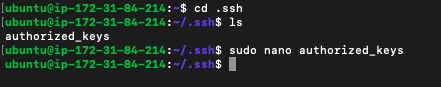 [ubuntu@ip-172-31-84-214:~$ cd .ssh
[ubuntu@ip-172-31-84-214:~/.ssh$ ls
authorized_keys
[ubuntu@ip-172-31-84-214:~/.ssh$ sudo nano authorized_keys
ubuntu@ip-172-31-84-214:~/.ssh$